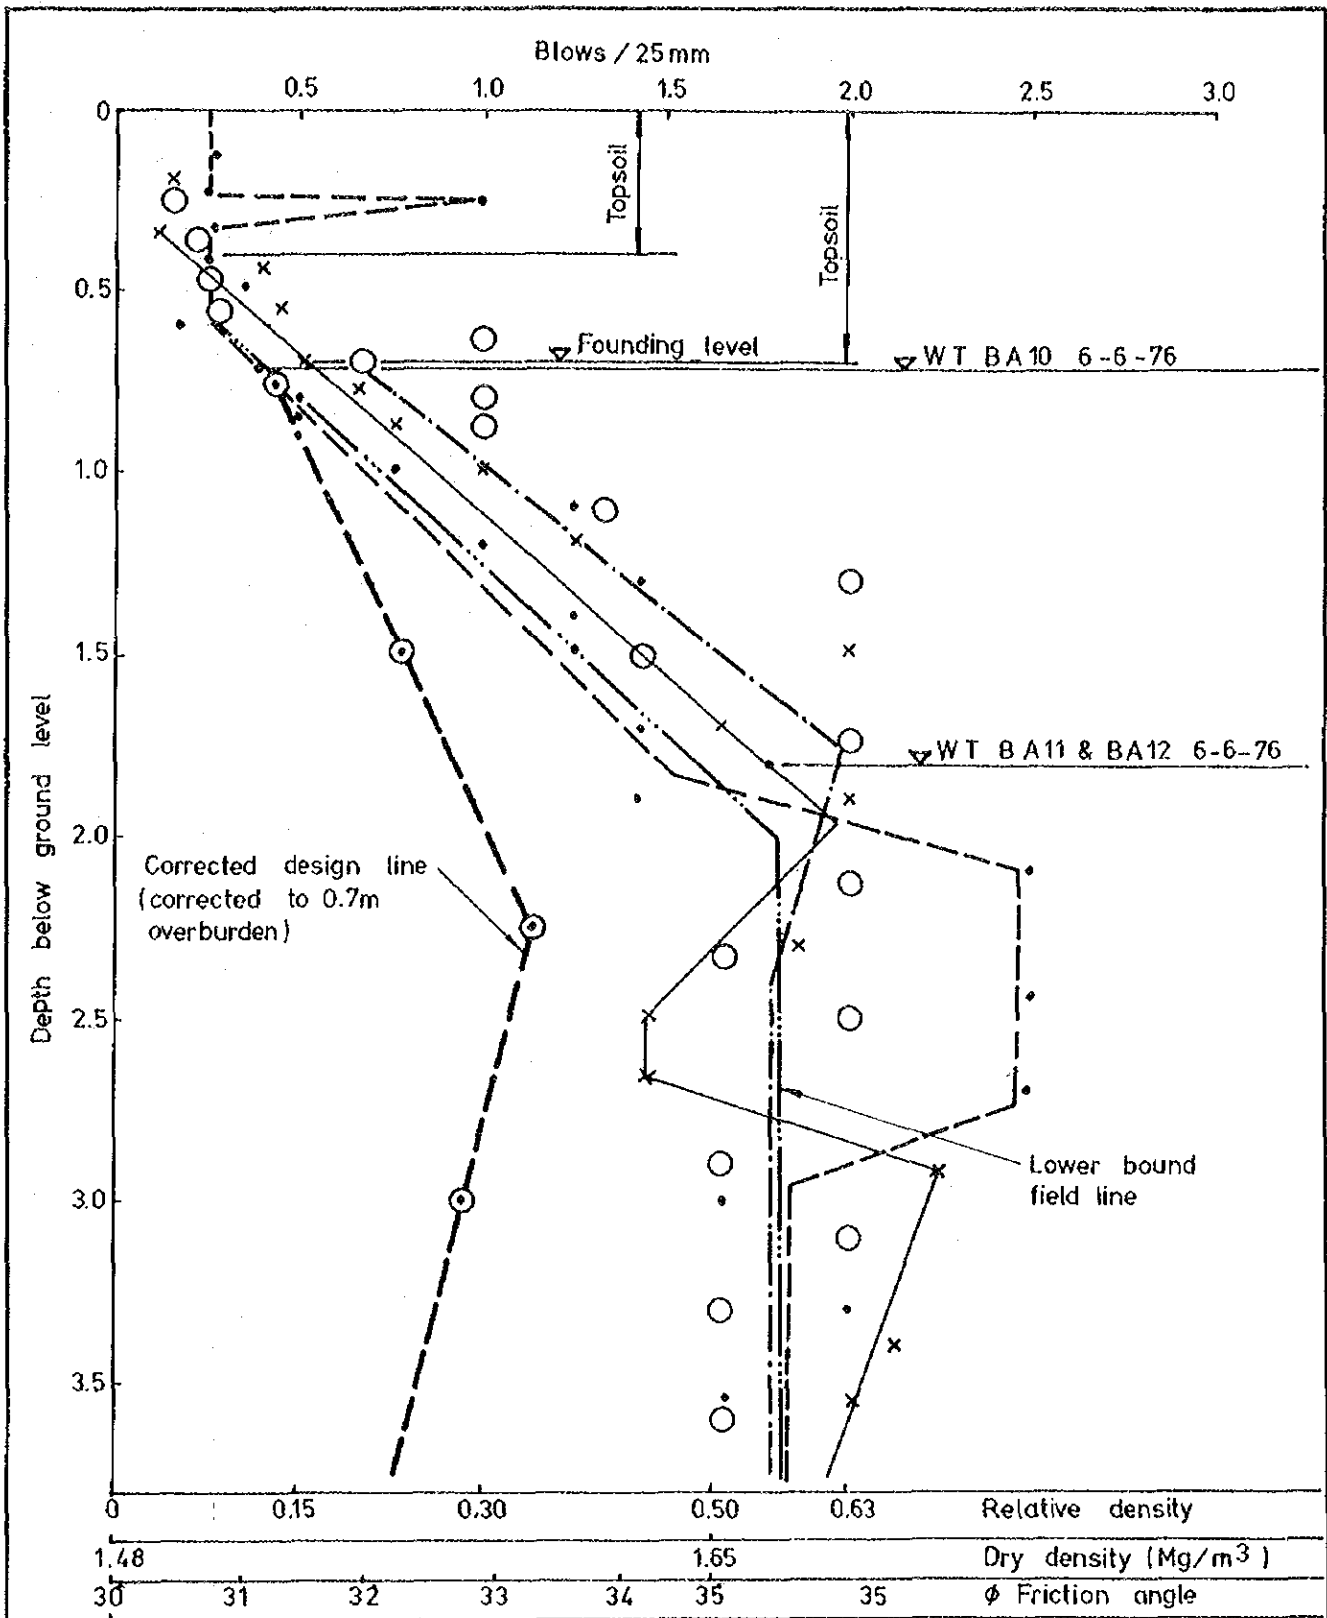 Blows / 25mm
0.5 1.0 1.5 2.0 2.5 3.0
0
Topsoil
Topsoil
0.5
Founding level
WT BA10 6-6-76
1.0
1.5
WT BA11 & BA12 6-6-76
2.0
Corrected design line
(corrected to 0.7m
overburden)
Depth below ground level
2.5
Lower bound
field line
3.0
3.5
0 0.15 0.30 0.50 0.63 Relative density
1.48 1.65 Dry density (Mg/m³)
30 31 32 33 34 35 35 ϕ Friction angle